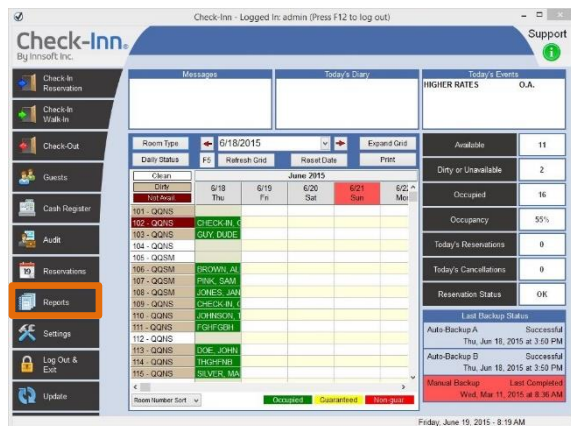 Check-Inn - Logged In: admin (Press F12 to log out)
Check-Inn®
By Innsoft Inc.
Support
Check-In
Reservation
Check-In
Walk-In
Check-Out
Guests
Cash Register
Audit
Reservations
Reports
Settings
Log Out &
Exit
Update
Messages
Today's Diary
Today's Events
HIGHER RATES O.A.
Room Type 6/18/2015 Expand Grid
Daily Status F5 Refresh Grid Reset Date Print
Clean June 2015
Dirty 6/18 6/19 6/20 6/21 6/22
Not Avail. Thu Fri Sat Sun Mon
101 - QQNS
102 - QQNS CHECK-IN, C
103 - QQNS GUY, DUDE
104 - QQNS
105 - QQSM
106 - QQSM BROWN, AL
107 - QQSM PINK, SAM
108 - QQSM JONES, JAN
109 - QQNS CHECK-IN, C
110 - QQNS JOHNSON, T
111 - QQNS FGHFGBH
112 - QQNS
113 - QQNS DOE, JOHN
114 - QQNS THGHFNB
115 - QQNS SILVER, MA
Room Number Sort Occupied Guaranteed Non-guar
Available 11
Dirty or Unavailable 2
Occupied 16
Occupancy 55%
Today's Reservations 0
Today's Cancellations 0
Reservation Status OK
Last Backup Status
Auto-Backup A Successful
Thu, Jun 18, 2015 at 3:50 PM
Auto-Backup B Successful
Thu, Jun 18, 2015 at 3:50 PM
Manual Backup Last Completed
Wed, Mar 11, 2015 at 8:36 AM
Friday, June 19, 2015 - 8:19 AM